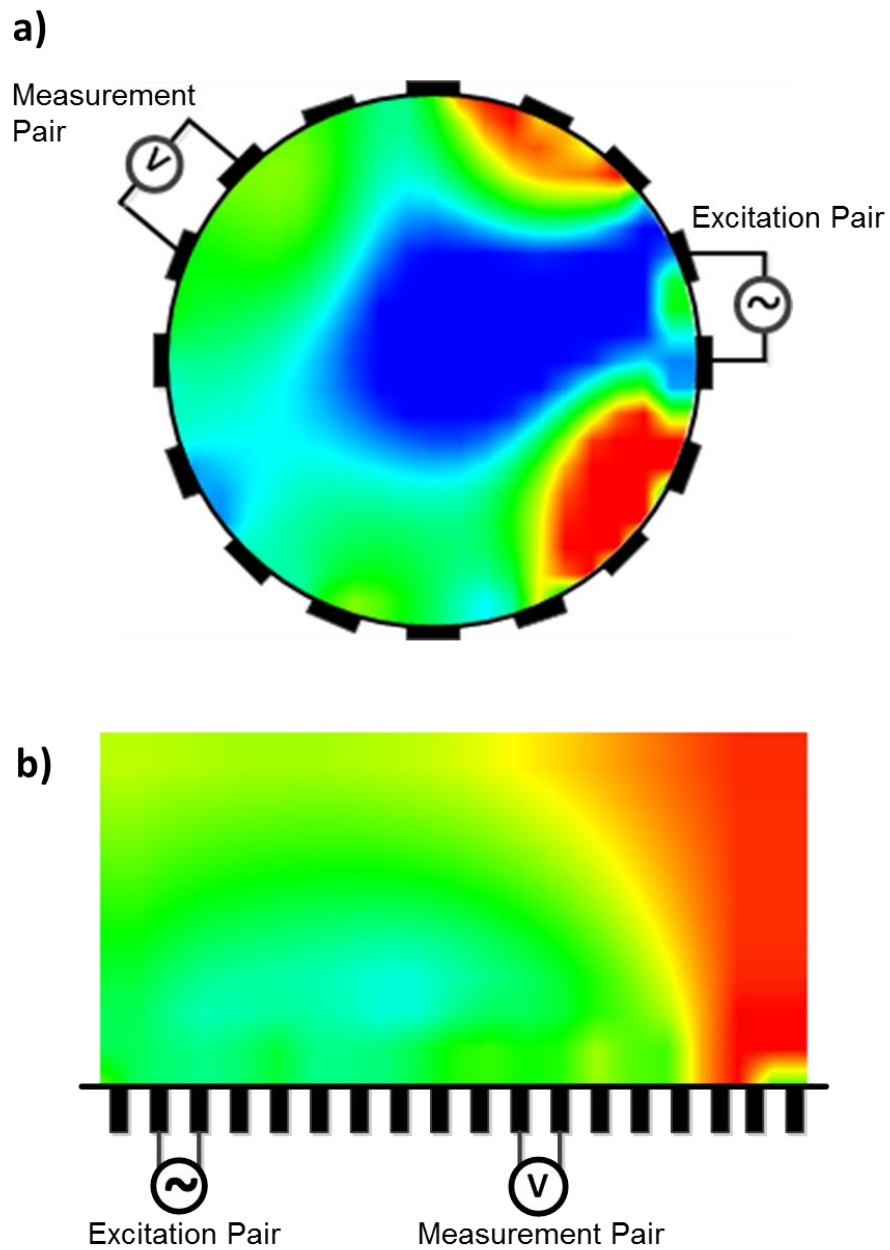 a)
Measurement
Pair
V
Excitation Pair
~
b)
~
V
Excitation Pair
Measurement Pair